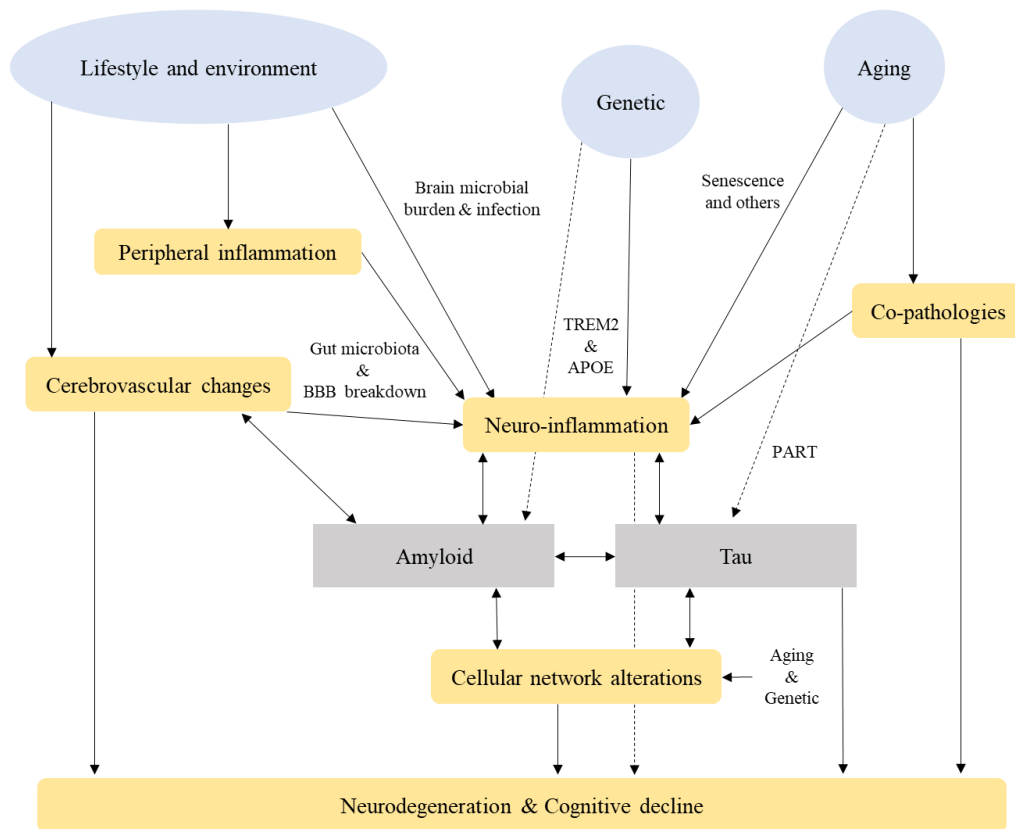 Lifestyle and environment
Genetic
Aging
Brain microbial
burden & infection
Senescence
and others
Peripheral inflammation
Co-pathologies
TREM2
&
APOE
Gut microbiota
&
BBB breakdown
Cerebrovascular changes
Neuro-inflammation
PART
Amyloid
Tau
Cellular network alterations
Aging
&
Genetic
Neurodegeneration & Cognitive decline